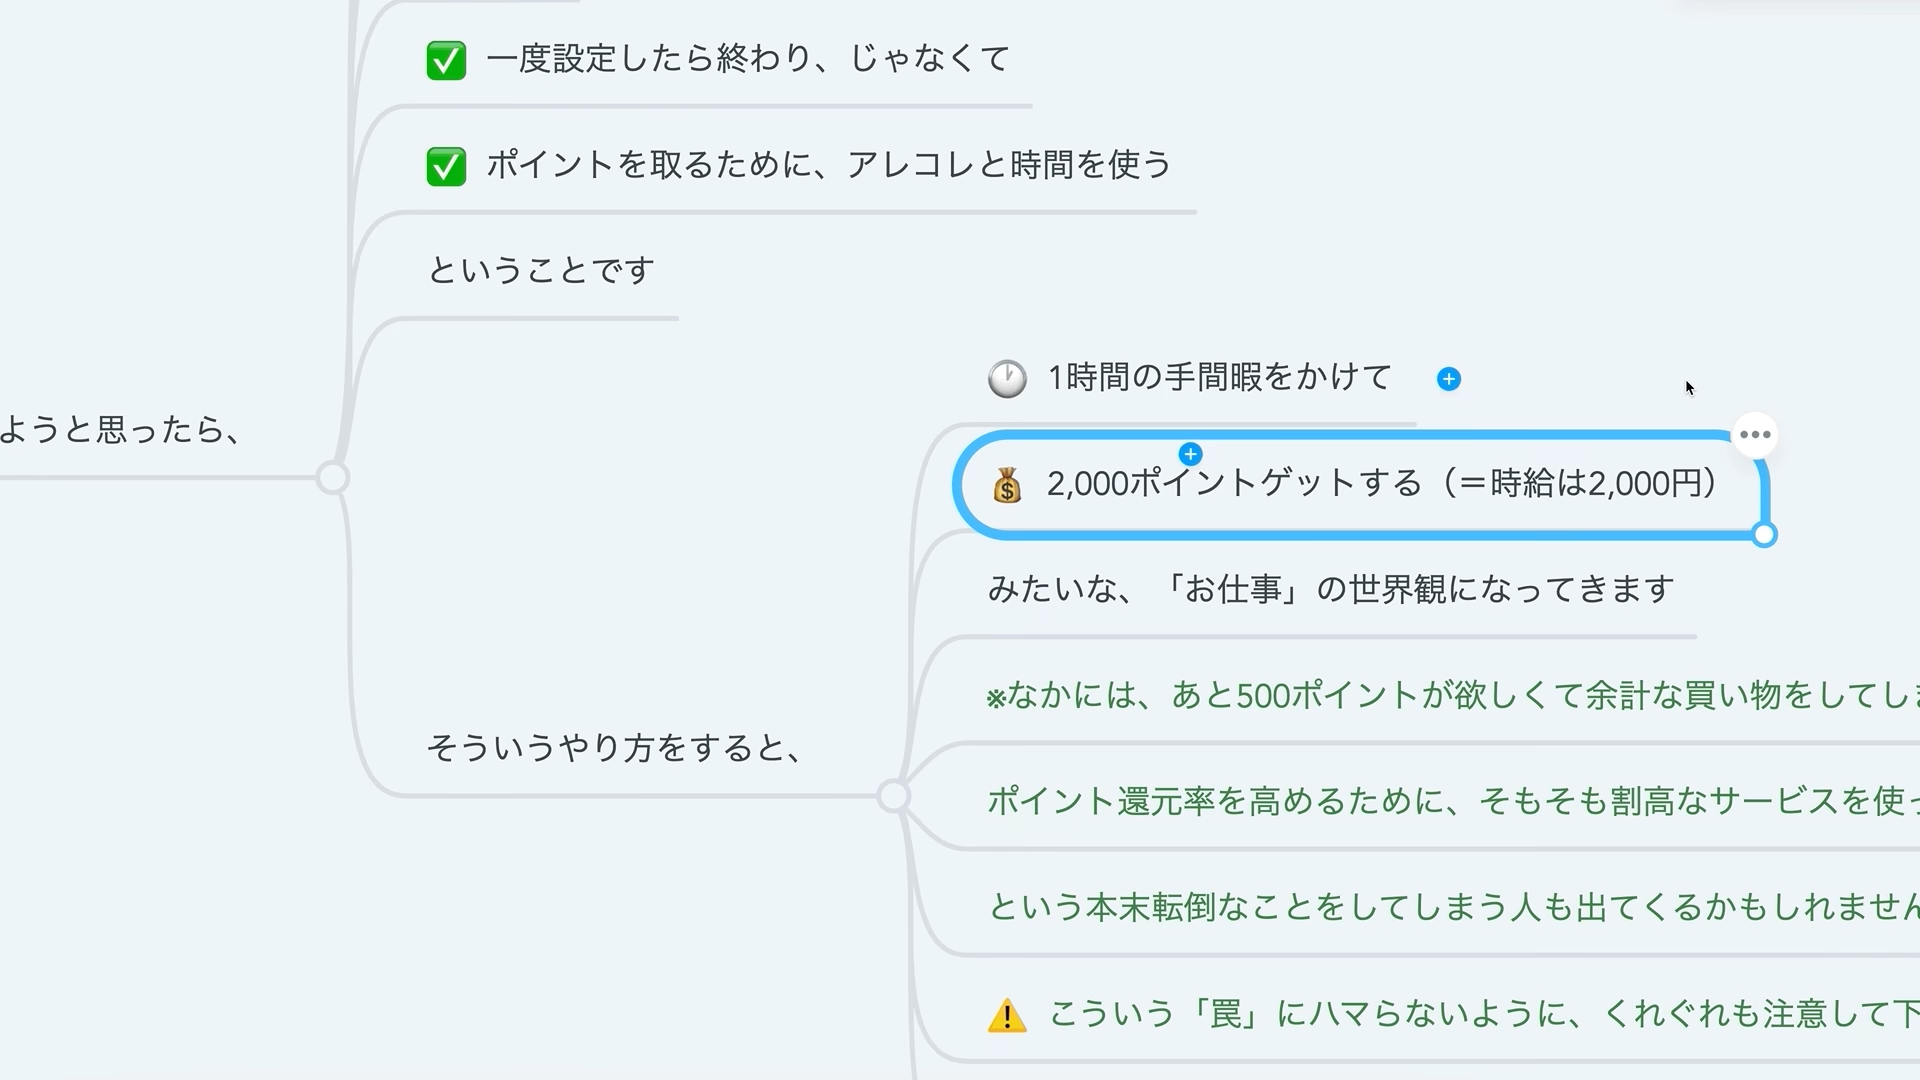 ✅ 一度設定したら終わり、じゃなくて
✅ ポイントを取るために、アレコレと時間を使う
ということです
ようと思ったら、
そういうやり方をすると、
🕐 1時間の手間暇をかけて
💰 2,000ポイントゲットする（＝時給は2,000円）
みたいな、「お仕事」の世界観になってきます
※なかには、あと500ポイントが欲しくて余計な買い物をしてし
ポイント還元率を高めるために、そもそも割高なサービスを使っ
という本末転倒なことをしてしまう人も出てくるかもしれません
⚠️ こういう「罠」にハマらないように、くれぐれも注意して下